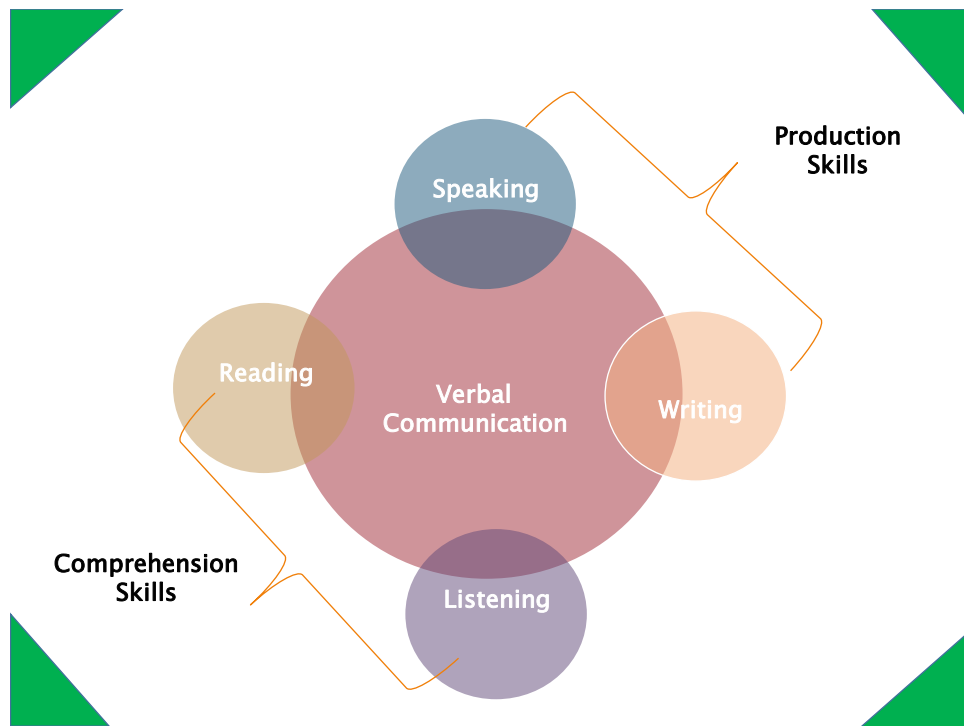 Production
Skills
Speaking
Reading
Verbal
Communication
Writing
Comprehension
Skills
Listening